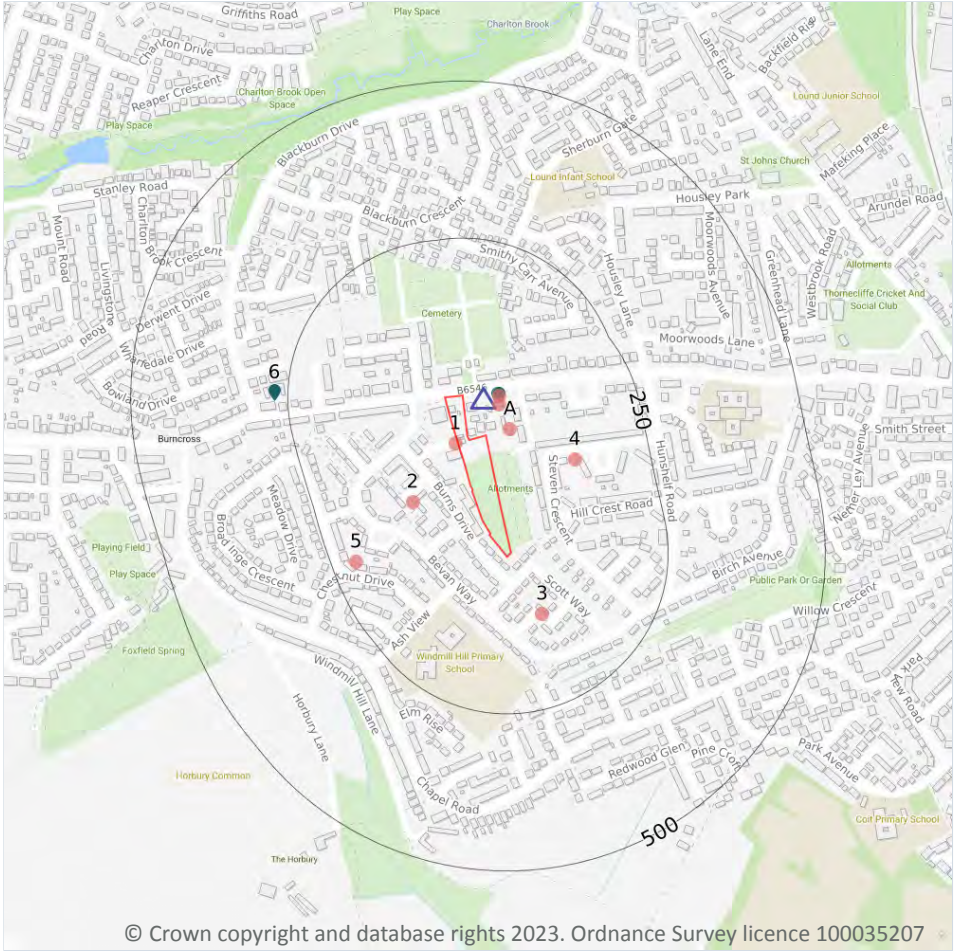 Play Space
Griffiths Road
Charlton Brook
Charlton Drive
Lane End
Backfield Rise
Reaper Crescent
Charlton Brook Open
Space
Lound Junior School
Play Space
Sherburn Gate
Mafeking Place
Blackburn Drive
St Johns Church
Stanley Road
Lound Infant School
Housley Park
Arundel Road
Mount Road
Charlton
Brook Crescent
Blackburn Crescent
Smithy Carr Avenue
Housley Lane
Moorwoods Avenue
Greenhead Lane
Westbrook Road
Allotments
Livingstone
Road
Derwent Drive
Cemetery
Thorncliffe Cricket And
Social Club
Wharfedale Drive
Moorwoods Lane
6
B6546
Bowland Drive
A
250
1
Burncross
4
Smith Street
Hunshelf Road
Nether Ley Avenue
2
Allotments
Steven Crescent
Meadow Drive
Burns Drive
Hill Crest Road
Broad Inge Crescent
5
Playing Field
Play Space
Chestnut Drive
Bevan Way
Birch Avenue
Public Park Or Garden
3
Scott Way
Willow Crescent
Ash View
Foxfield Spring
Windmill Hill Primary
School
Windmill Hill Lane
Horbury Lane
Elm Rise
Redwood Glen
Pine Croft
Park Avenue
Horbury Common
Chapel Road
Coit Primary School
500
The Horbury
© Crown copyright and database rights 2023. Ordnance Survey licence 100035207